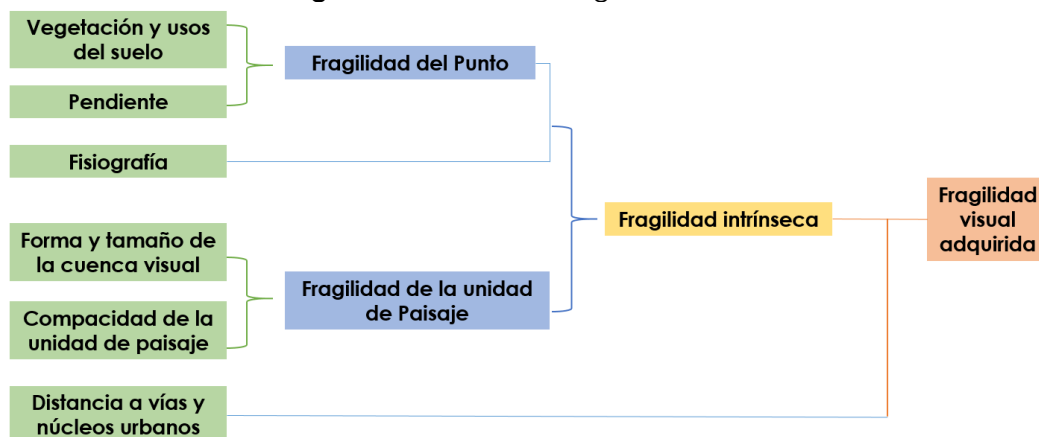 Vegetación y usos
del suelo
Fragilidad del Punto
Pendiente
Fisiografía
Fragilidad
visual
adquirida
Fragilidad intrínseca
Forma y tamaño de
la cuenca visual
Fragilidad de la unidad
de Paisaje
Compacidad de la
unidad de paisaje
Distancia a vías y
núcleos urbanos